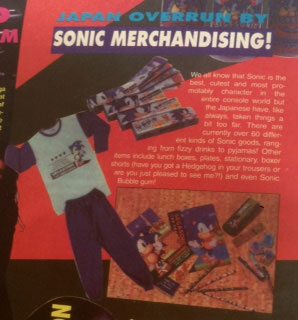 JAPAN OVERRUN BY
SONIC MERCHANDISING!
We all know that Sonic is the
best, cutest and most pro-
motably character in the
entire console world but
the Japanese have, like
always, taken things a
bit too far. There are
currently over 60 differ-
ent kinds of Sonic goods, rang-
ing from fizzy drinks to pyjamas! Other
items include lunch boxes, plates, stationary, boxer
shorts (have you got a Hedgehog in your trousers or
are you just pleased to see me?!) and even Sonic
Bubble gum!
ON